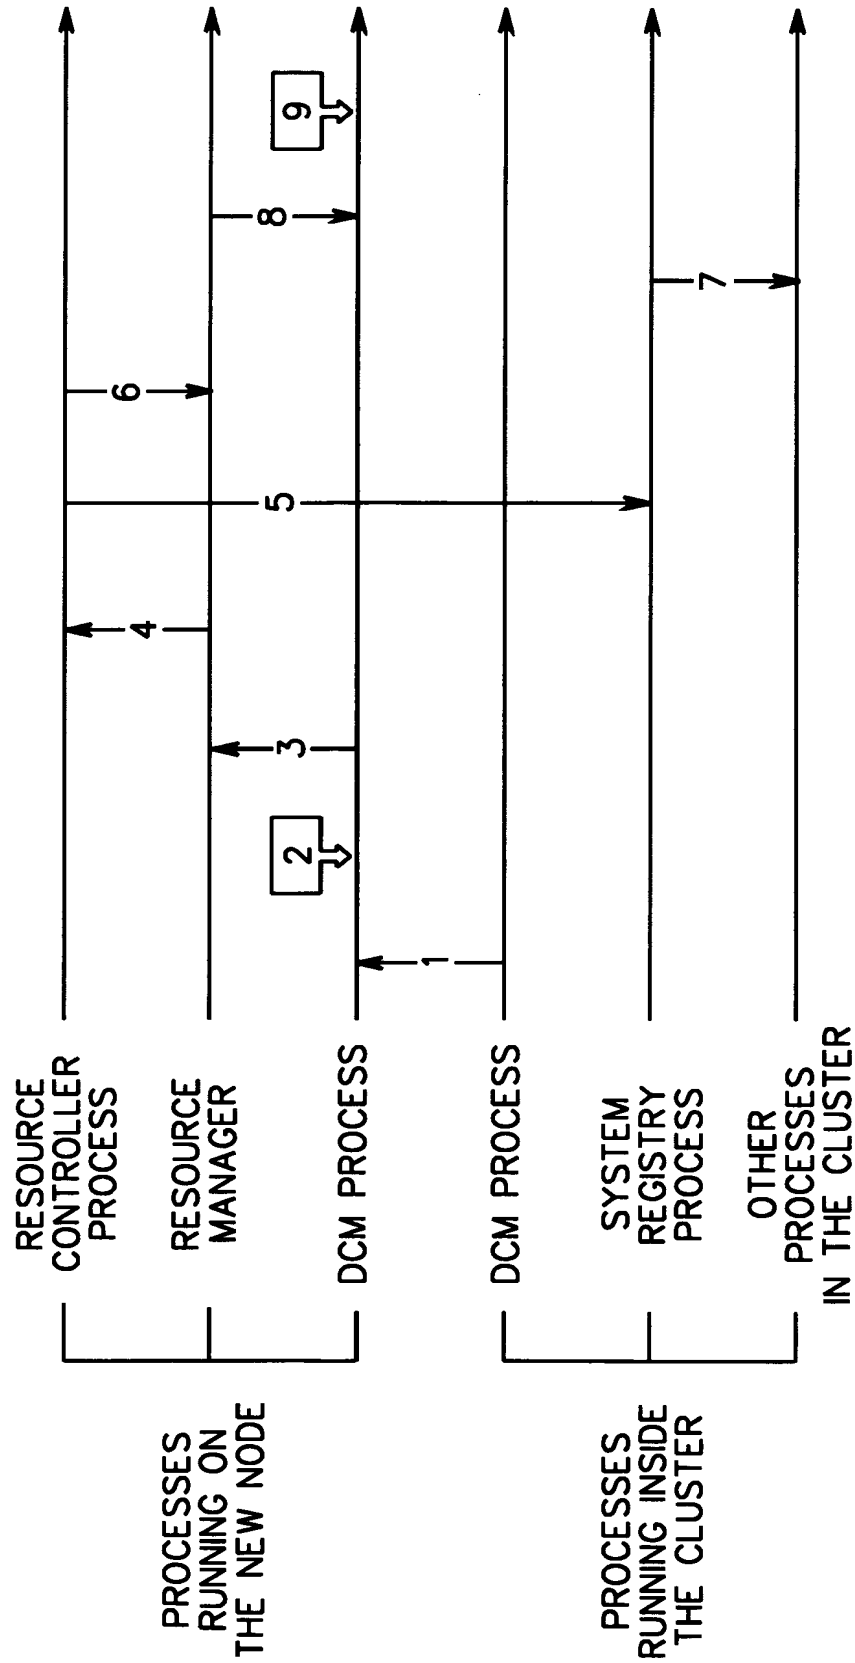 PROCESSES
RUNNING ON
THE NEW NODE
RESOURCE
CONTROLLER
PROCESS
RESOURCE
MANAGER
DCM PROCESS
PROCESSES
RUNNING INSIDE
THE CLUSTER
DCM PROCESS
SYSTEM
REGISTRY
PROCESS
OTHER
PROCESSES
IN THE CLUSTER
1
2
3
4
5
6
7
8
9